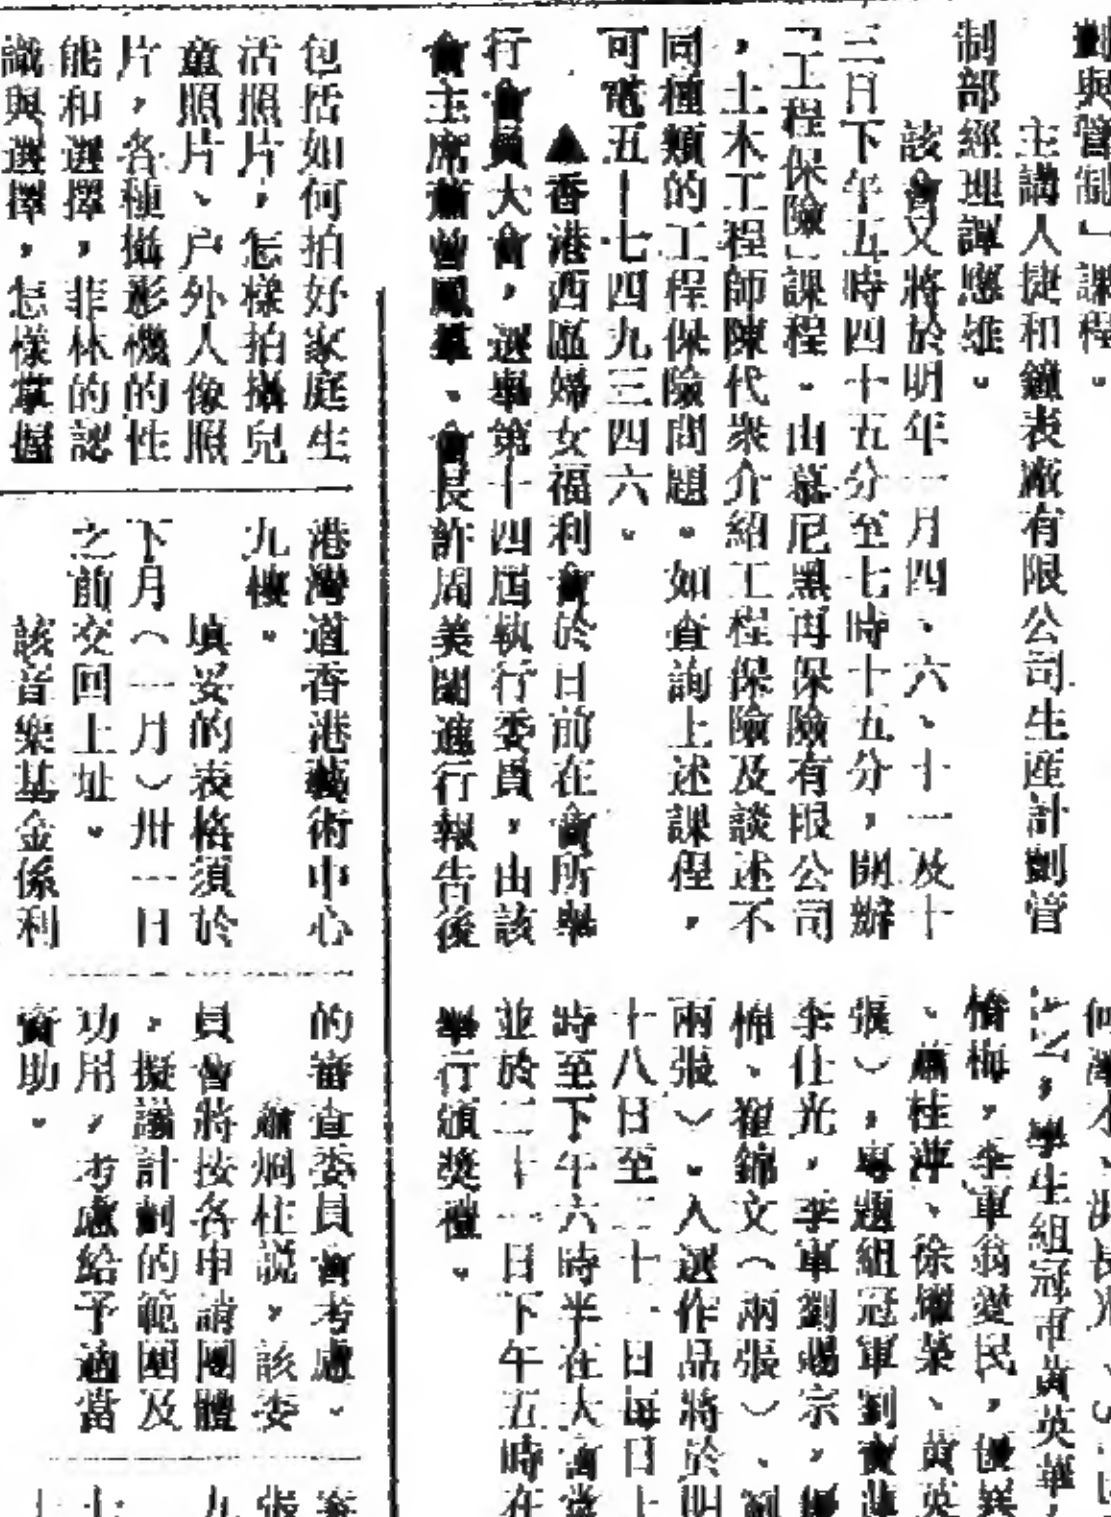 劃與管制」課程。
主講人捷和鐘表廠有限公司生產計劃管
制部經理譚應雄。
該會又將於明年一月四、六、十一及十
三日下午五時四十五分至七時十五分，開辦
「工程保險」課程。由慕尼黑再保險有限公司
，土木工程師陳代衆介紹工程保險及談述不
同種類的工程保險問題。如查詢上述課程，
可電五—七四九三四六。
▲香港西區婦女福利會於日前在會所舉
行會員大會，選舉第十四屆執行委員，由該
會主席蕭曾鳳羣、會長許周美蘭進行報告後
學生組冠軍黃英華，
梅，季軍翁燮民，優異
、蕭桂萍、徐耀榮、黃英
張），專題組冠軍劉
李仕光，季軍劉錫宗，優
棉、翟錦文（兩張）、劉
兩張）。入選作品將於明
十八日至二十一日每日上
時至下午六時半在大會堂
並於二十一日下午五時在
舉行頒獎禮。
包括如何拍好家庭生
活照片，怎樣拍攝兒
童照片、戶外人像照
片，各種攝影機的性
能和選擇，菲林的認
識與選擇，怎樣掌握
港灣道香港藝術中心
九樓。
填妥的表格須於
下月（一月）卅一日
之前交回上址。
該音樂基金係利
的審查委員會考慮。
蕭炯柱說，該委
員會將按各申請團體
，擬議計劃的範圍及
功用，考慮給予適當
資助。